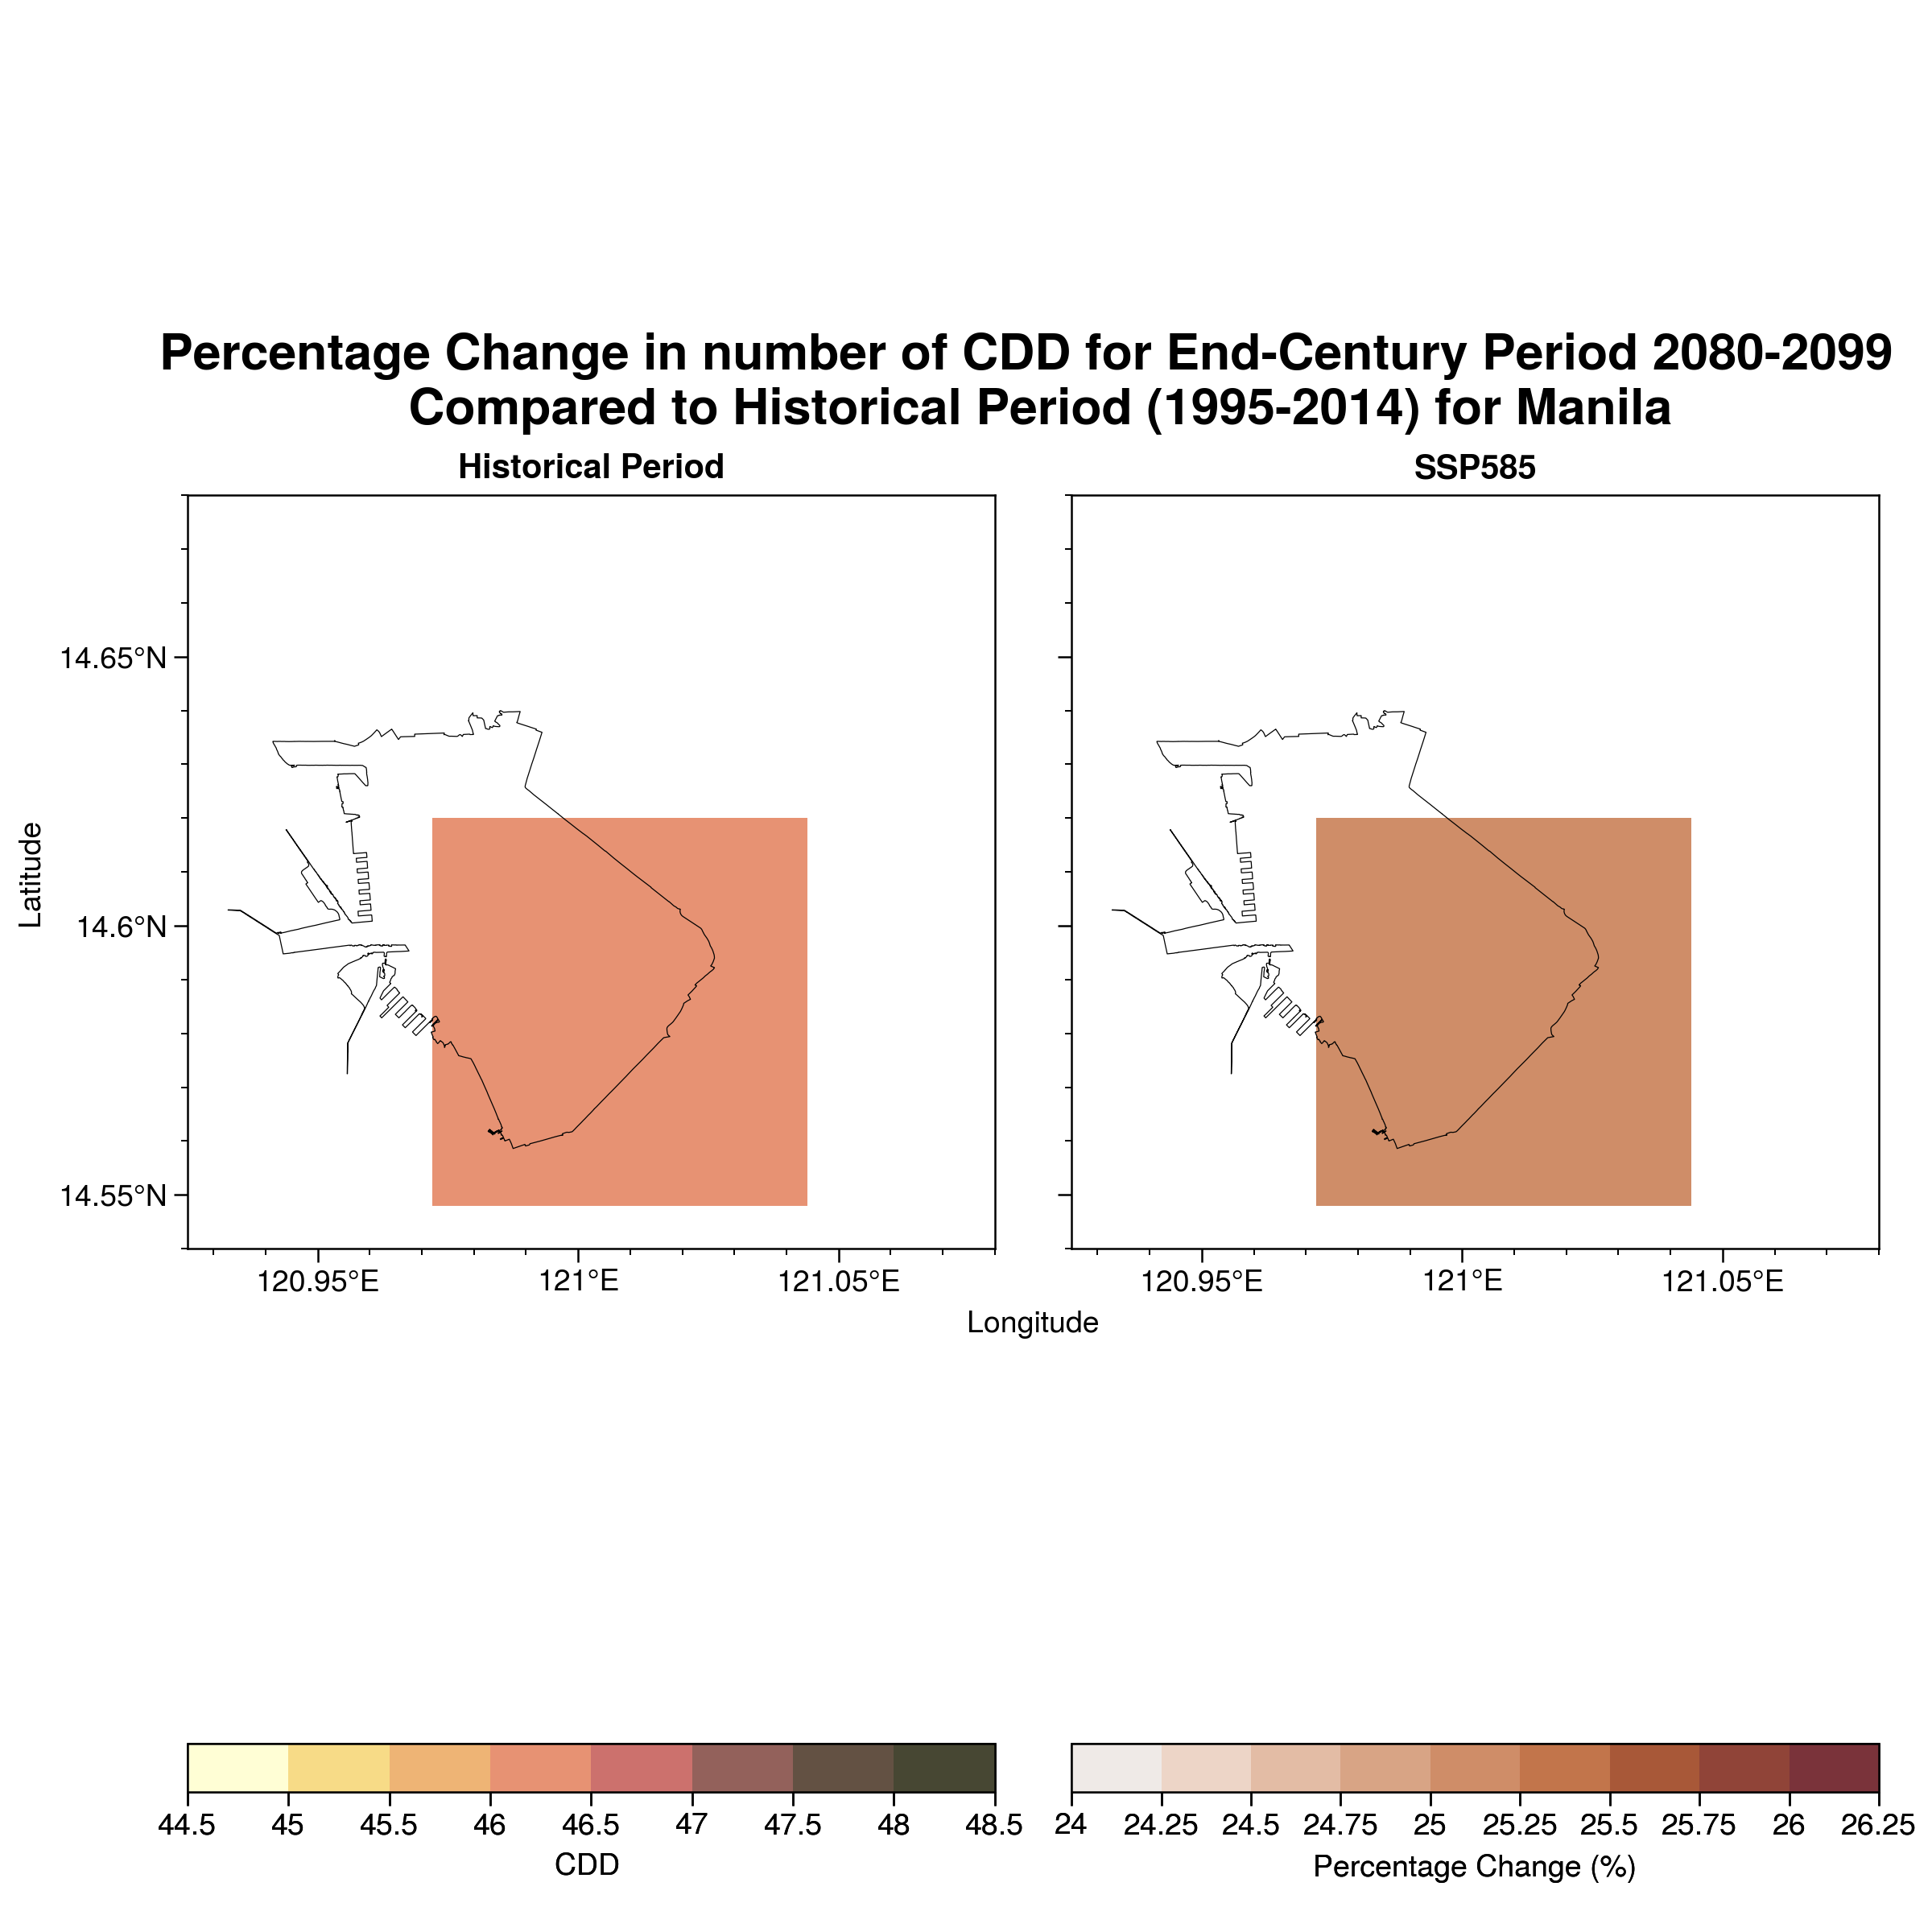 Percentage Change in number of CDD for End-Century Period 2080-2099
Compared to Historical Period (1995-2014) for Manila
Historical Period
SSP585
Latitude
14.65°N
14.6°N
14.55°N
120.95°E 121°E 121.05°E
120.95°E 121°E 121.05°E
Longitude
44.5 45 45.5 46 46.5 47 47.5 48 48.5
CDD
24 24.25 24.5 24.75 25 25.25 25.5 25.75 26 26.25
Percentage Change (%)